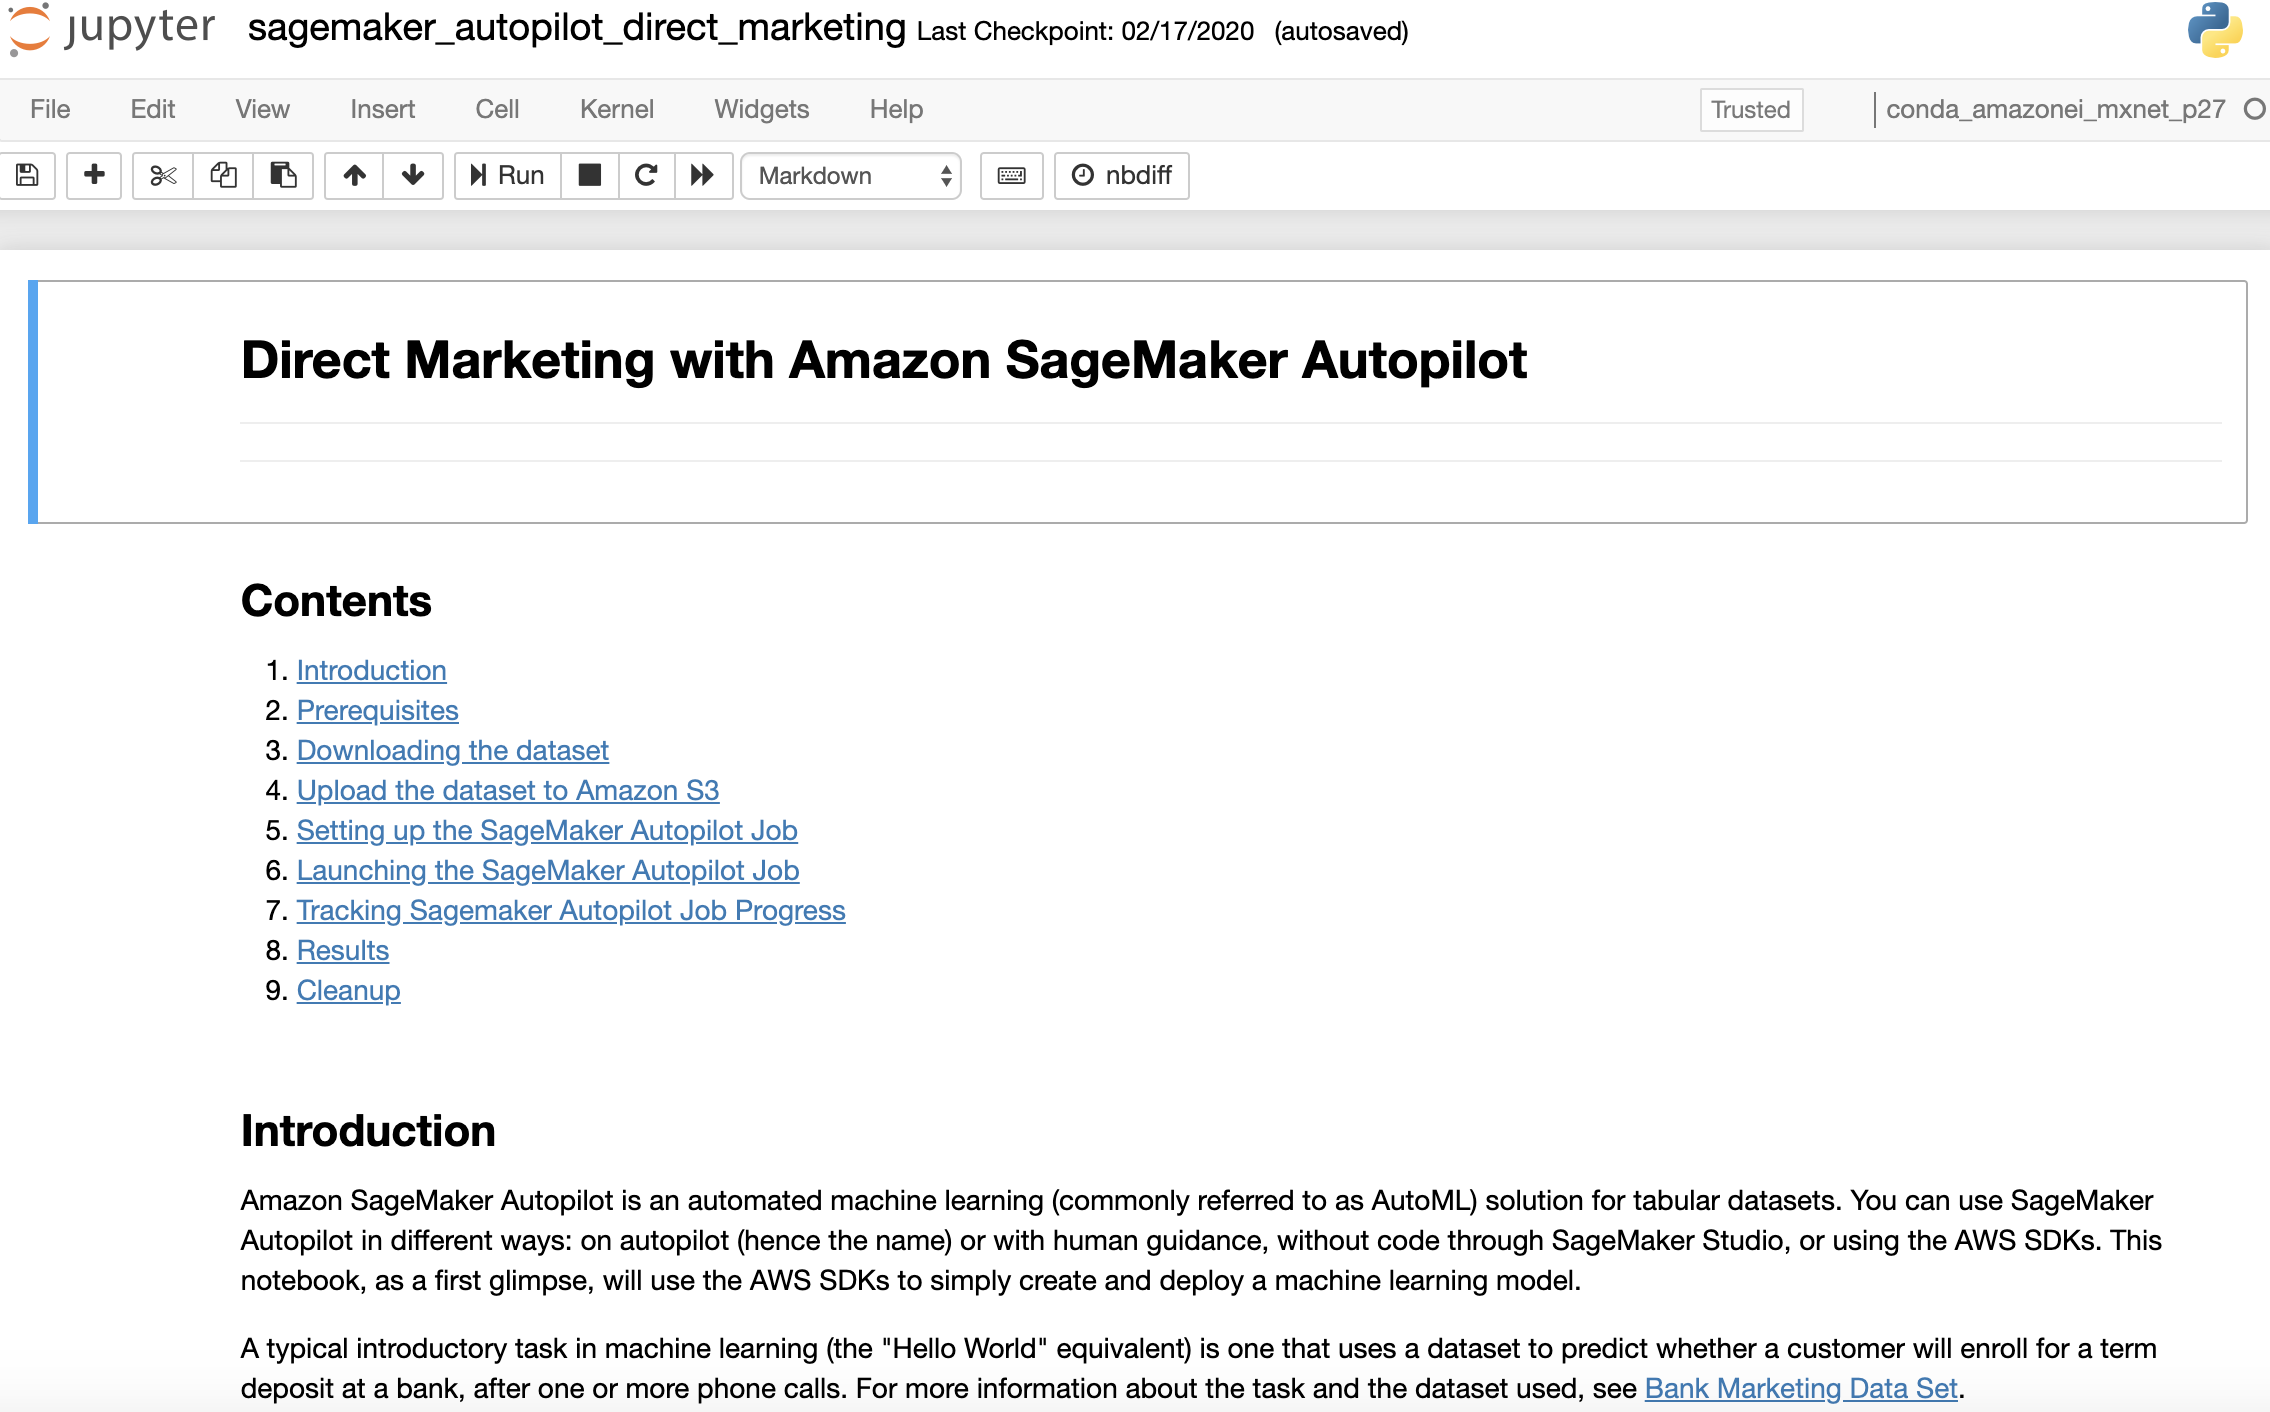 jupyter sagemaker_autopilot_direct_marketing Last Checkpoint: 02/17/2020 (autosaved)
File Edit View Insert Cell Kernel Widgets Help Trusted conda_amazonei_mxnet_p27
Run Markdown nbdiff
Direct Marketing with Amazon SageMaker Autopilot
Contents
1. Introduction
2. Prerequisites
3. Downloading the dataset
4. Upload the dataset to Amazon S3
5. Setting up the SageMaker Autopilot Job
6. Launching the SageMaker Autopilot Job
7. Tracking Sagemaker Autopilot Job Progress
8. Results
9. Cleanup
Introduction
Amazon SageMaker Autopilot is an automated machine learning (commonly referred to as AutoML) solution for tabular datasets. You can use SageMaker
Autopilot in different ways: on autopilot (hence the name) or with human guidance, without code through SageMaker Studio, or using the AWS SDKs. This
notebook, as a first glimpse, will use the AWS SDKs to simply create and deploy a machine learning model.
A typical introductory task in machine learning (the "Hello World" equivalent) is one that uses a dataset to predict whether a customer will enroll for a term
deposit at a bank, after one or more phone calls. For more information about the task and the dataset used, see Bank Marketing Data Set.